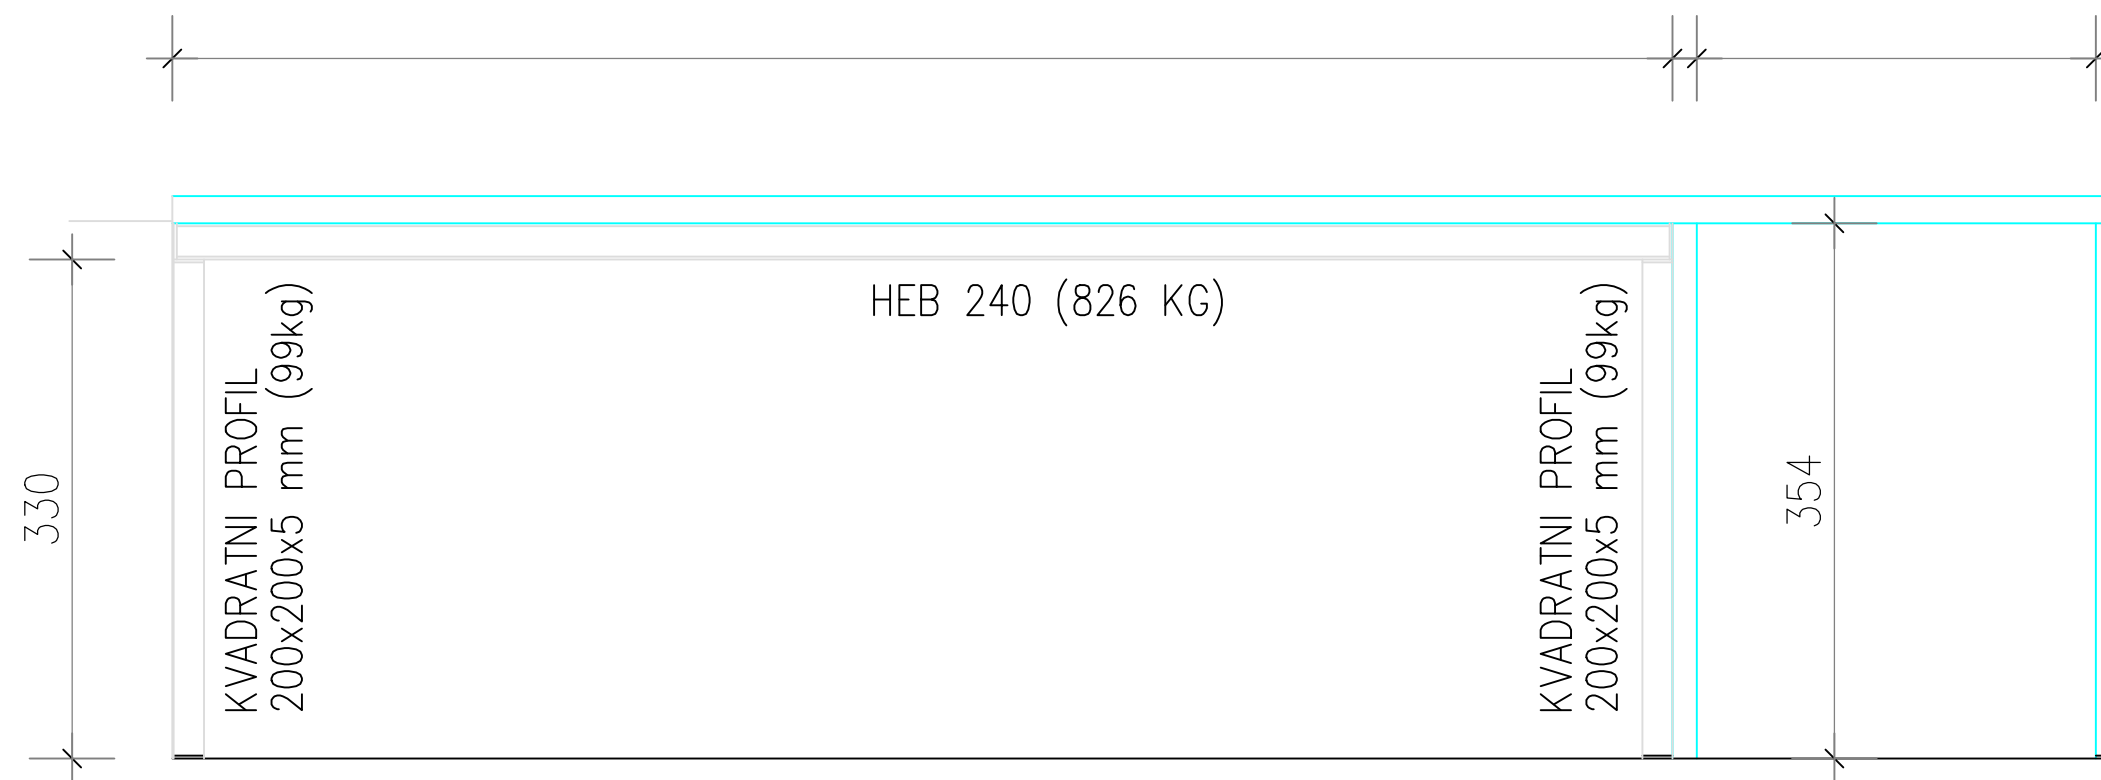 HEB 240 (826 KG)
KVADRATNI PROFIL
200x200x5 mm (99kg)
KVADRATNI PROFIL
200x200x5 mm (99kg)
330
354